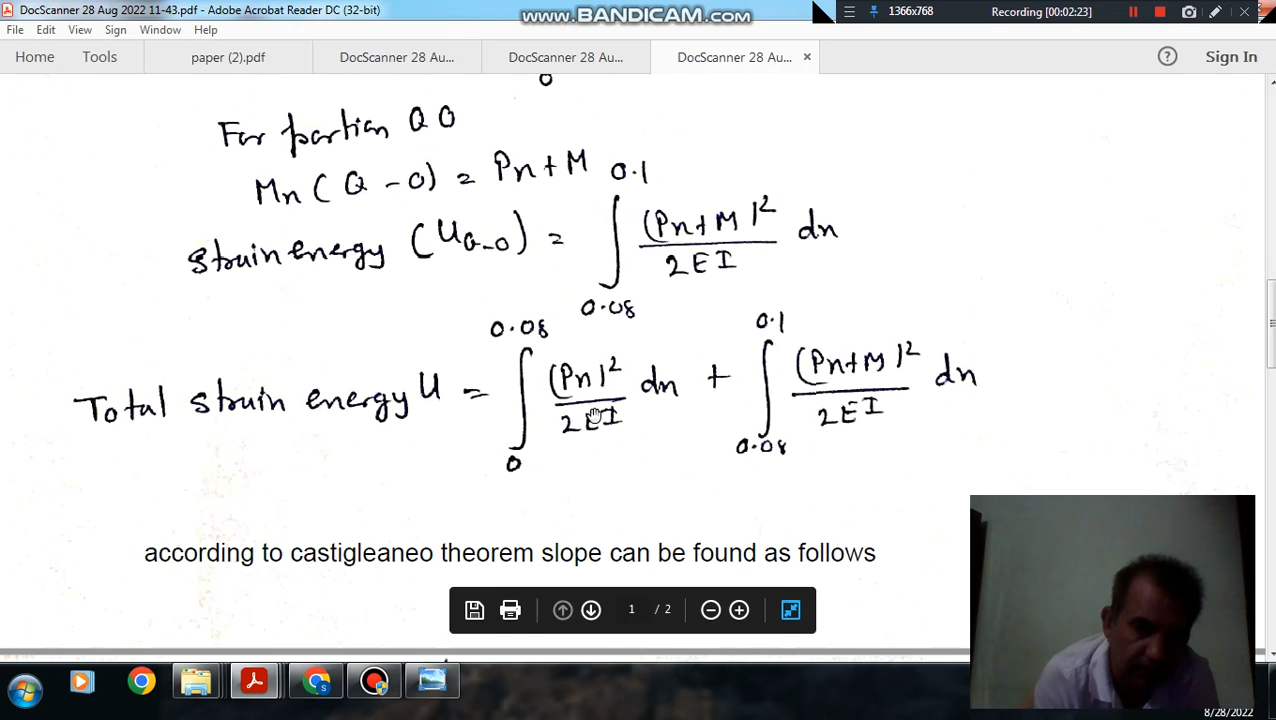 DocScanner 28 Aug 2022 11-43.pdf - Adobe Acrobat Reader DC (32-bit)
www.BANDICAM.com
1366x768
Recording [00:02:23]
File Edit View Sign Window Help
Home Tools paper (2).pdf DocScanner 28 Au... DocScanner 28 Au... DocScanner 28 Au... × ? Sign In
0
For portion Q O
Mn (Q - O) = Pn + M
strain energy (U Q-O) = ∫ 0.08 0.1 (Pn + M)² / 2EI dn
Total strain energy U = ∫ 0 0.08 (Pn)² / 2EI dn + ∫ 0.08 0.1 (Pn+M)² / 2EI dn
according to castigleaneo theorem slope can be found as follows
1 / 2
8/28/2022